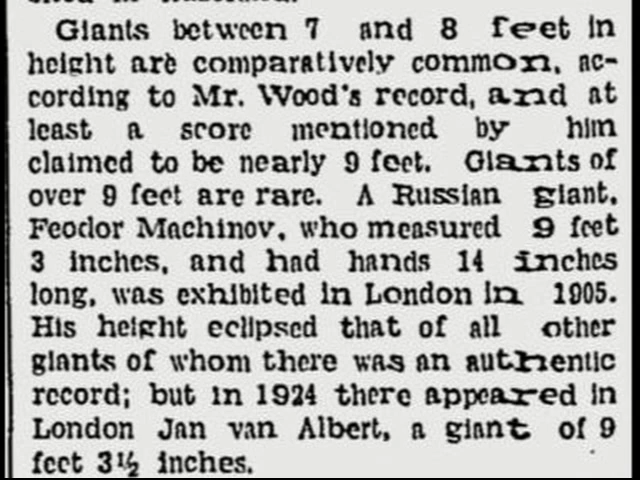 Giants between 7 and 8 feet in
height are comparatively common, ac-
cording to Mr. Wood's record, and at
least a score mentioned by him
claimed to be nearly 9 feet. Giants of
over 9 feet are rare. A Russian giant,
Feodor Machinov, who measured 9 feet
3 inches, and had hands 14 inches
long, was exhibited in London in 1905.
His height eclipsed that of all other
giants of whom there was an authentic
record; but in 1924 there appeared in
London Jan van Albert, a giant of 9
feet 3½ inches.